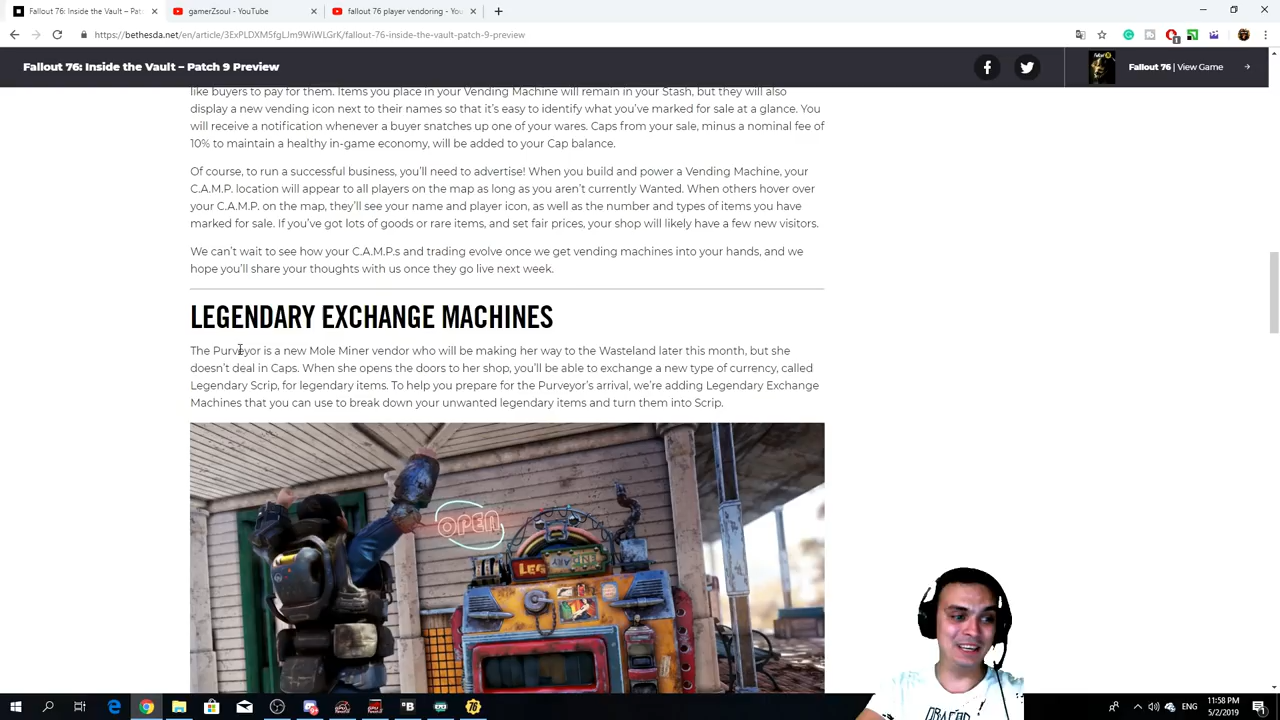 Fallout 76: Inside the Vault – Pat
gamerZsoul - YouTube
fallout 76 player vendoring - You
https://bethesda.net/en/article/3ExPLDXM5fgLJm9WiWLGrK/fallout-76-inside-the-vault-patch-9-preview
Fallout 76: Inside the Vault – Patch 9 Preview
Fallout 76 | View Game
like buyers to pay for them. Items you place in your Vending Machine will remain in your Stash, but they will also
display a new vending icon next to their names so that it's easy to identify what you've marked for sale at a glance. You
will receive a notification whenever a buyer snatches up one of your wares. Caps from your sale, minus a nominal fee of
10% to maintain a healthy in-game economy, will be added to your Cap balance.
Of course, to run a successful business, you'll need to advertise! When you build and power a Vending Machine, your
C.A.M.P. location will appear to all players on the map as long as you aren't currently Wanted. When others hover over
your C.A.M.P. on the map, they'll see your name and player icon, as well as the number and types of items you have
marked for sale. If you've got lots of goods or rare items, and set fair prices, your shop will likely have a few new visitors.
We can't wait to see how your C.A.M.P.s and trading evolve once we get vending machines into your hands, and we
hope you'll share your thoughts with us once they go live next week.
LEGENDARY EXCHANGE MACHINES
The Purveyor is a new Mole Miner vendor who will be making her way to the Wasteland later this month, but she
doesn't deal in Caps. When she opens the doors to her shop, you'll be able to exchange a new type of currency, called
Legendary Scrip, for legendary items. To help you prepare for the Purveyor's arrival, we're adding Legendary Exchange
Machines that you can use to break down your unwanted legendary items and turn them into Scrip.
OPEN
LEG
ENDARY
ENG
11:58 PM
5/2/2019